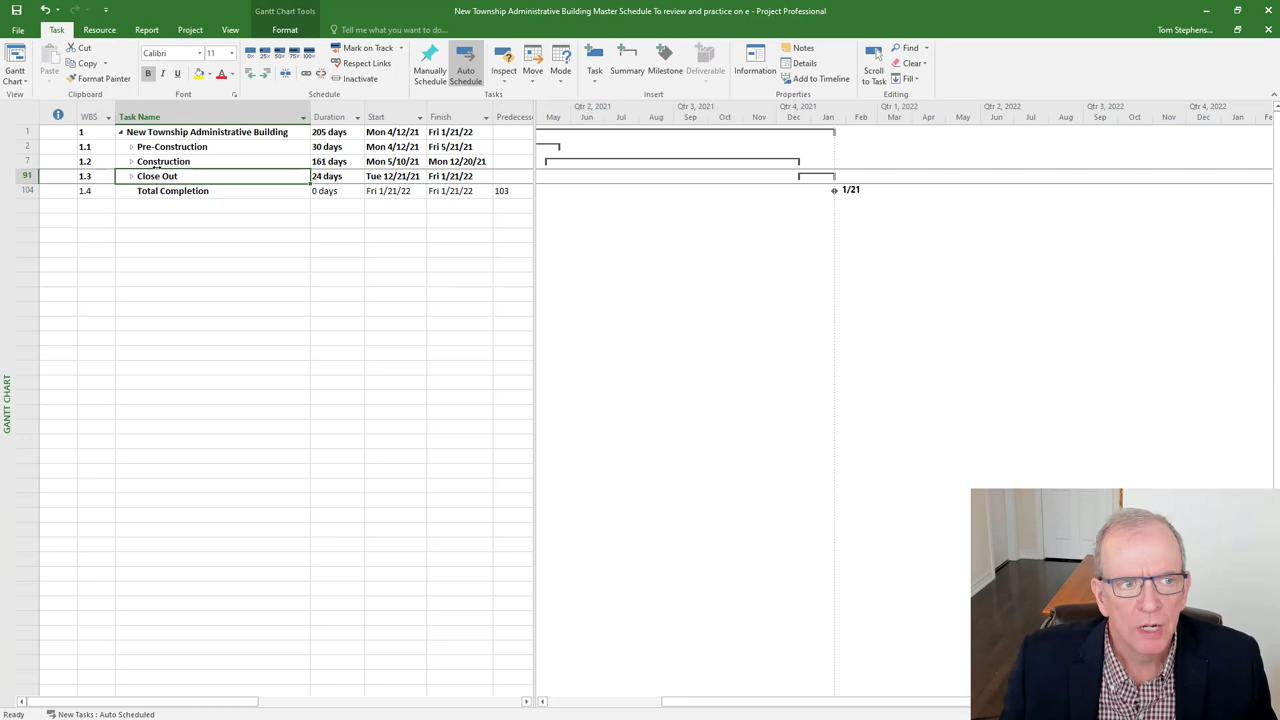 New Township Administrative Building Master Schedule To review and practice on e - Project Professional
Gantt Chart Tools
File Task Resource Report Project View Format Tell me what you want to do... Tom Stephens...
Gantt Chart
View
Paste
Cut
Copy
Format Painter
Clipboard
Calibri 11
B I U A
Font
0% 25% 50% 75% 100%
Mark on Track
Respect Links
Inactivate
Schedule
Manually Schedule
Auto Schedule
Inspect Move Mode
Tasks
Task Summary Milestone Deliverable
Insert
Information
Notes
Details
Add to Timeline
Properties
Scroll to Task
Find
Clear
Fill
Editing
WBS Task Name Duration Start Finish Predecess
Qtr 2, 2021 Qtr 3, 2021 Qtr 4, 2021 Qtr 1, 2022 Qtr 2, 2022 Qtr 3, 2022 Qtr 4, 2022
May Jun Jul Aug Sep Oct Nov Dec Jan Feb Mar Apr May Jun Jul Aug Sep Oct Nov Dec Jan Fe
1 1 New Township Administrative Building 205 days Mon 4/12/21 Fri 1/21/22
2 1.1 Pre-Construction 30 days Mon 4/12/21 Fri 5/21/21
7 1.2 Construction 161 days Mon 5/10/21 Mon 12/20/21
91 1.3 Close Out 24 days Tue 12/21/21 Fri 1/21/22
104 1.4 Total Completion 0 days Fri 1/21/22 Fri 1/21/22 103
1/21
GANTT CHART
Ready New Tasks : Auto Scheduled